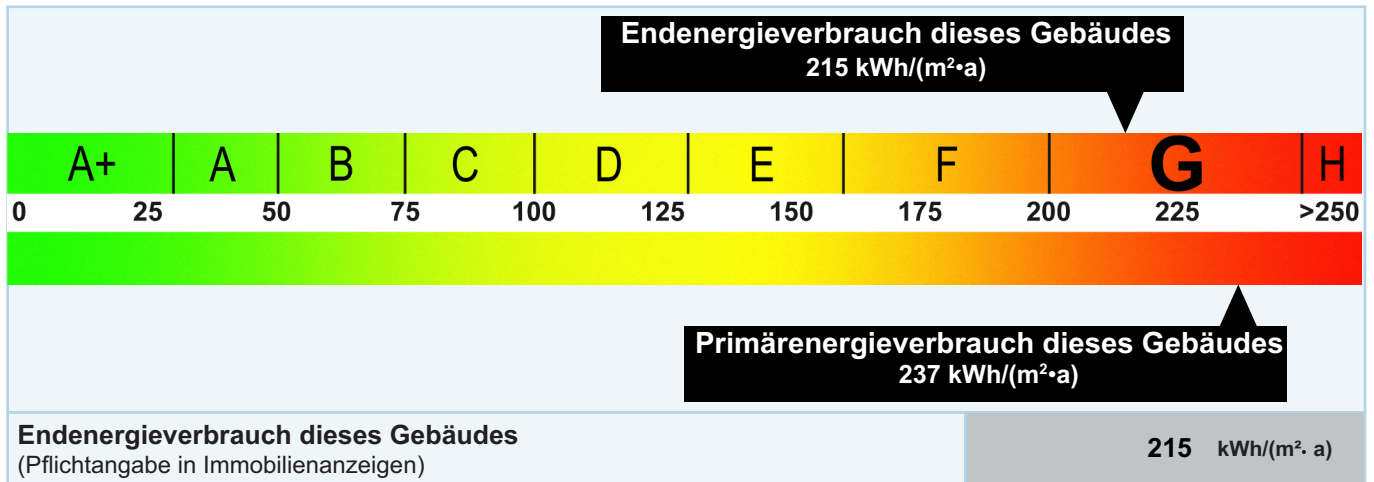 Endenergieverbrauch dieses Gebäudes
215 kWh/(m²•a)
A+ A B C D E F G H
0 25 50 75 100 125 150 175 200 225 >250
Primärenergieverbrauch dieses Gebäudes
237 kWh/(m²•a)
Endenergieverbrauch dieses Gebäudes
(Pflichtangabe in Immobilienanzeigen)
215 kWh/(m²· a)